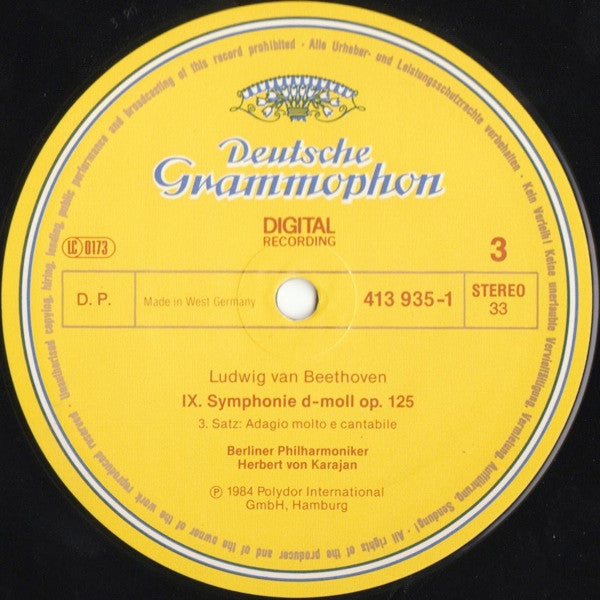 Unauthorised copying, hiring, lending, public performance and broadcasting of this record prohibited · Alle Urheber- und Leistungsschutzrechte vorbehalten · Kein Verleih! Keine unerlaubte Vervielfältigung, Vermietung, Aufführung, Sendung! · All rights of the producer and of the owner of the work reproduced reserved ·
Deutsche
Grammophon
DIGITAL
RECORDING
LC 0173
3
D. P.
Made in West Germany
413 935-1
STEREO
33
Ludwig van Beethoven
IX. Symphonie d-moll op. 125
3. Satz: Adagio molto e cantabile
Berliner Philharmoniker
Herbert von Karajan
Ⓟ 1984 Polydor International
GmbH, Hamburg